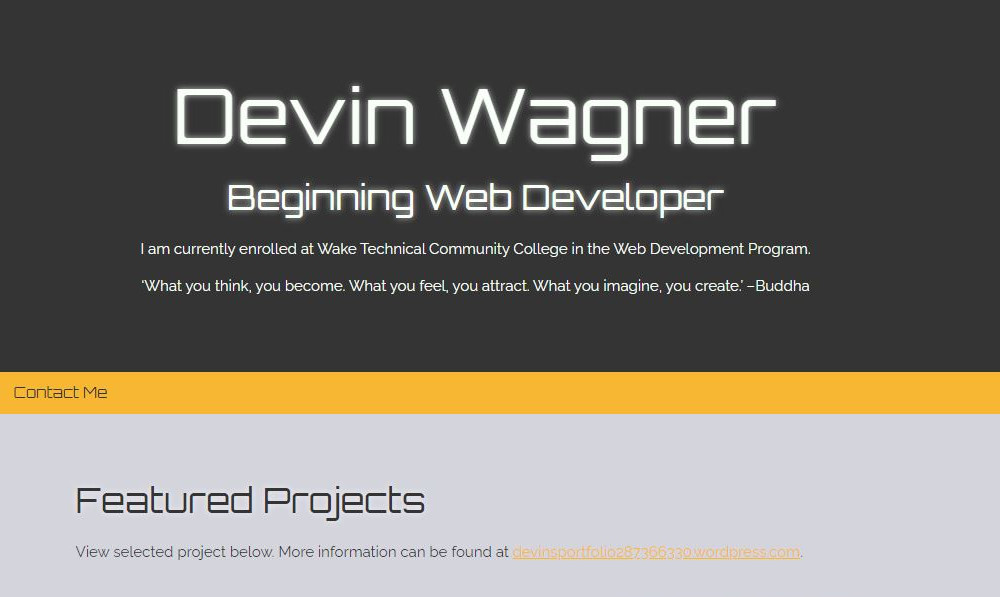 Devin Wagner
Beginning Web Developer
I am currently enrolled at Wake Technical Community College in the Web Development Program.
'What you think, you become. What you feel, you attract. What you imagine, you create.' –Buddha
Contact Me
Featured Projects
View selected project below. More information can be found at devinsportfolio287366330.wordpress.com.